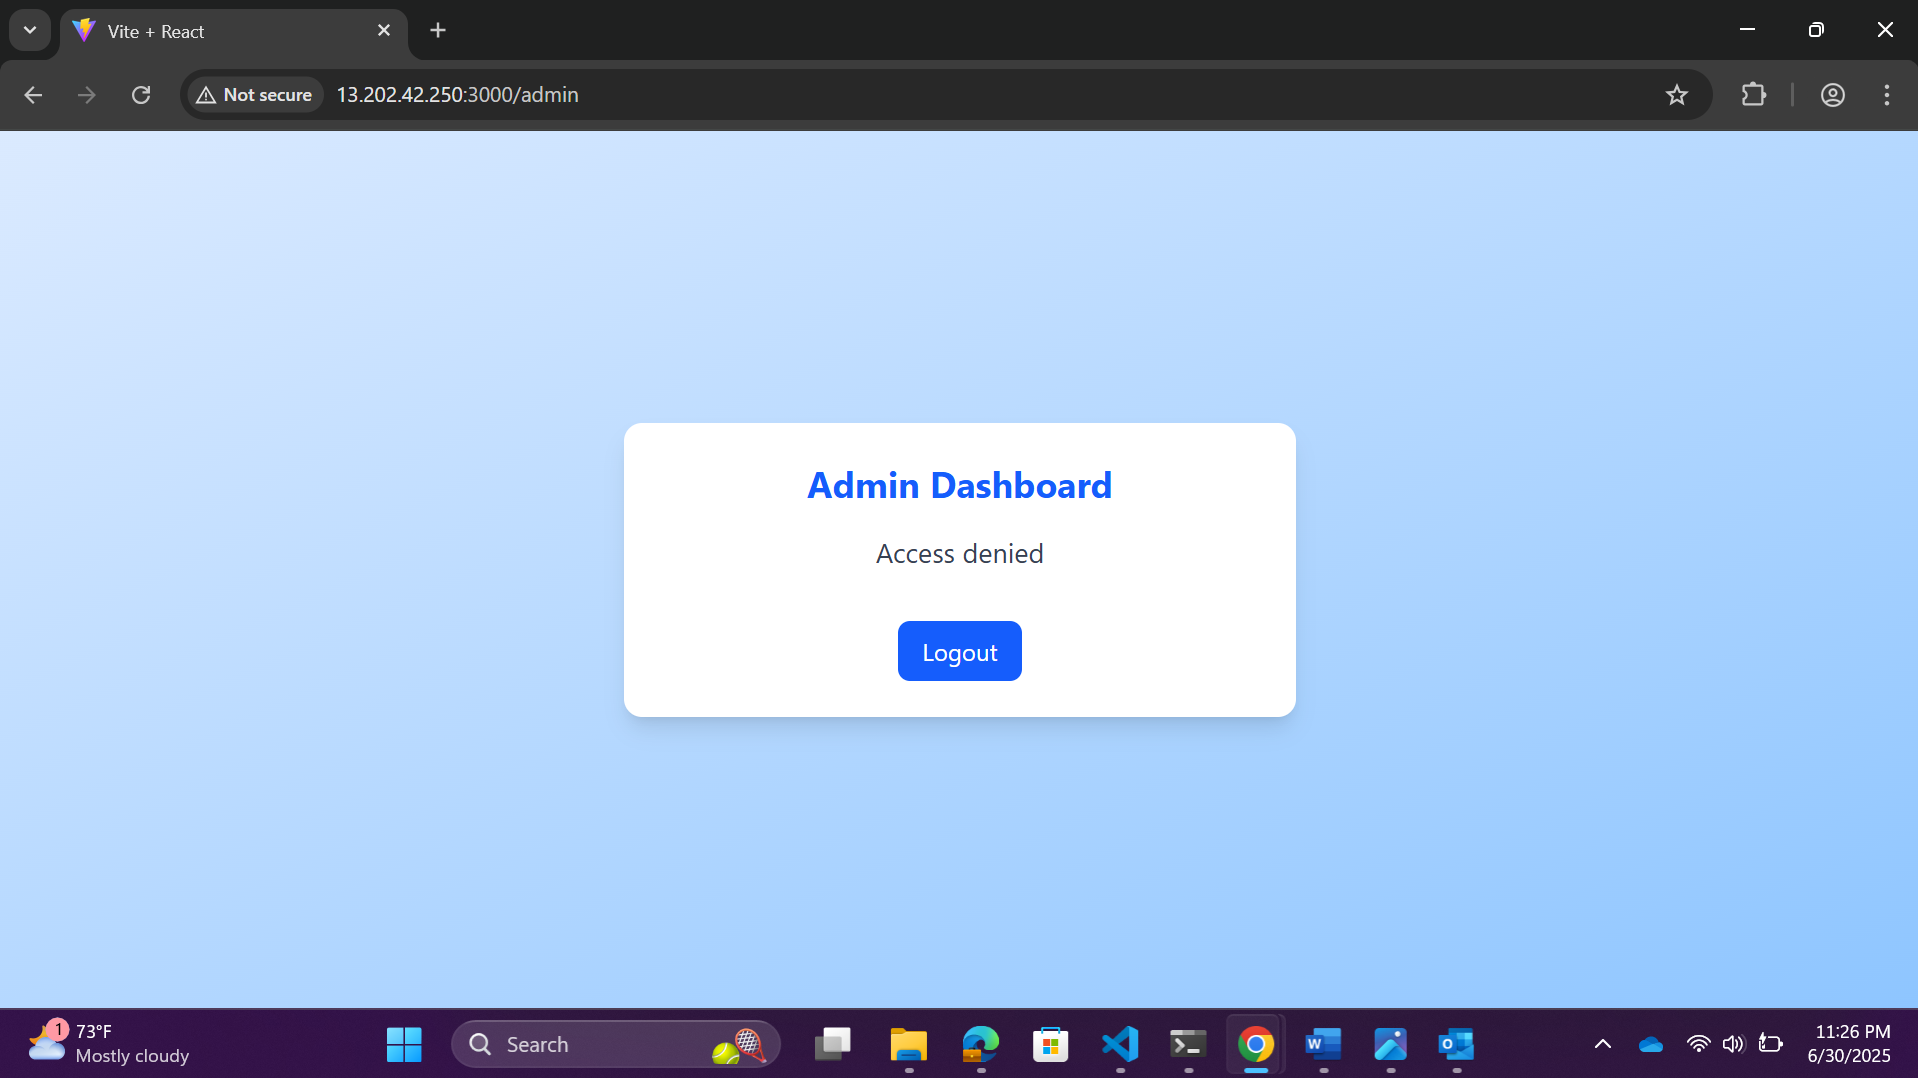 Vite + React
Not secure
13.202.42.250:3000/admin
Admin Dashboard
Access denied
Logout
1
73°F
Mostly cloudy
Search
W
O
11:26 PM
6/30/2025